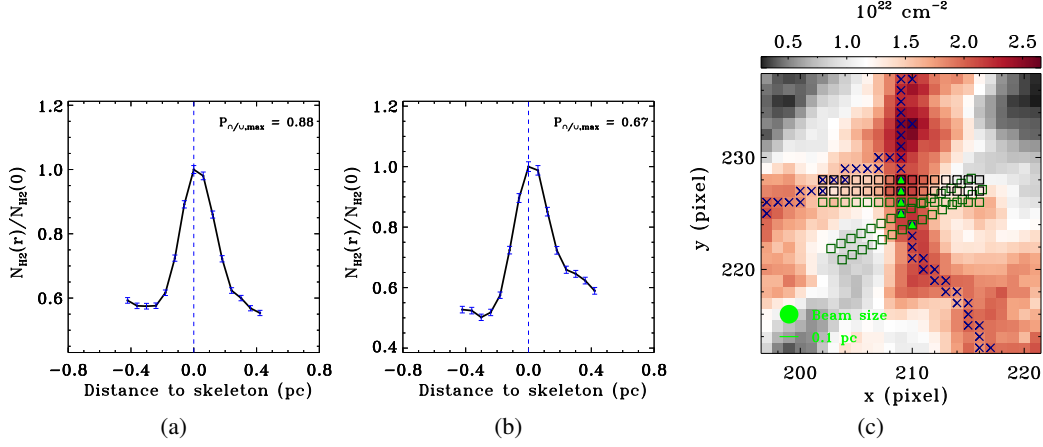 1.2
1.0
0.8
0.6
N_H2(r)/N_H2(0)
P_∩/∪,max = 0.88
−0.8 −0.4 0.0 0.4 0.8
Distance to skeleton (pc)
(a)
1.2
1.0
0.8
0.6
0.4
N_H2(r)/N_H2(0)
P_∩/∪,max = 0.67
−0.8 −0.4 0.0 0.4 0.8
Distance to skeleton (pc)
(b)
10²² cm⁻²
0.5 1.0 1.5 2.0 2.5
230
220
y (pixel)
Beam size
0.1 pc
200 210 220
x (pixel)
(c)